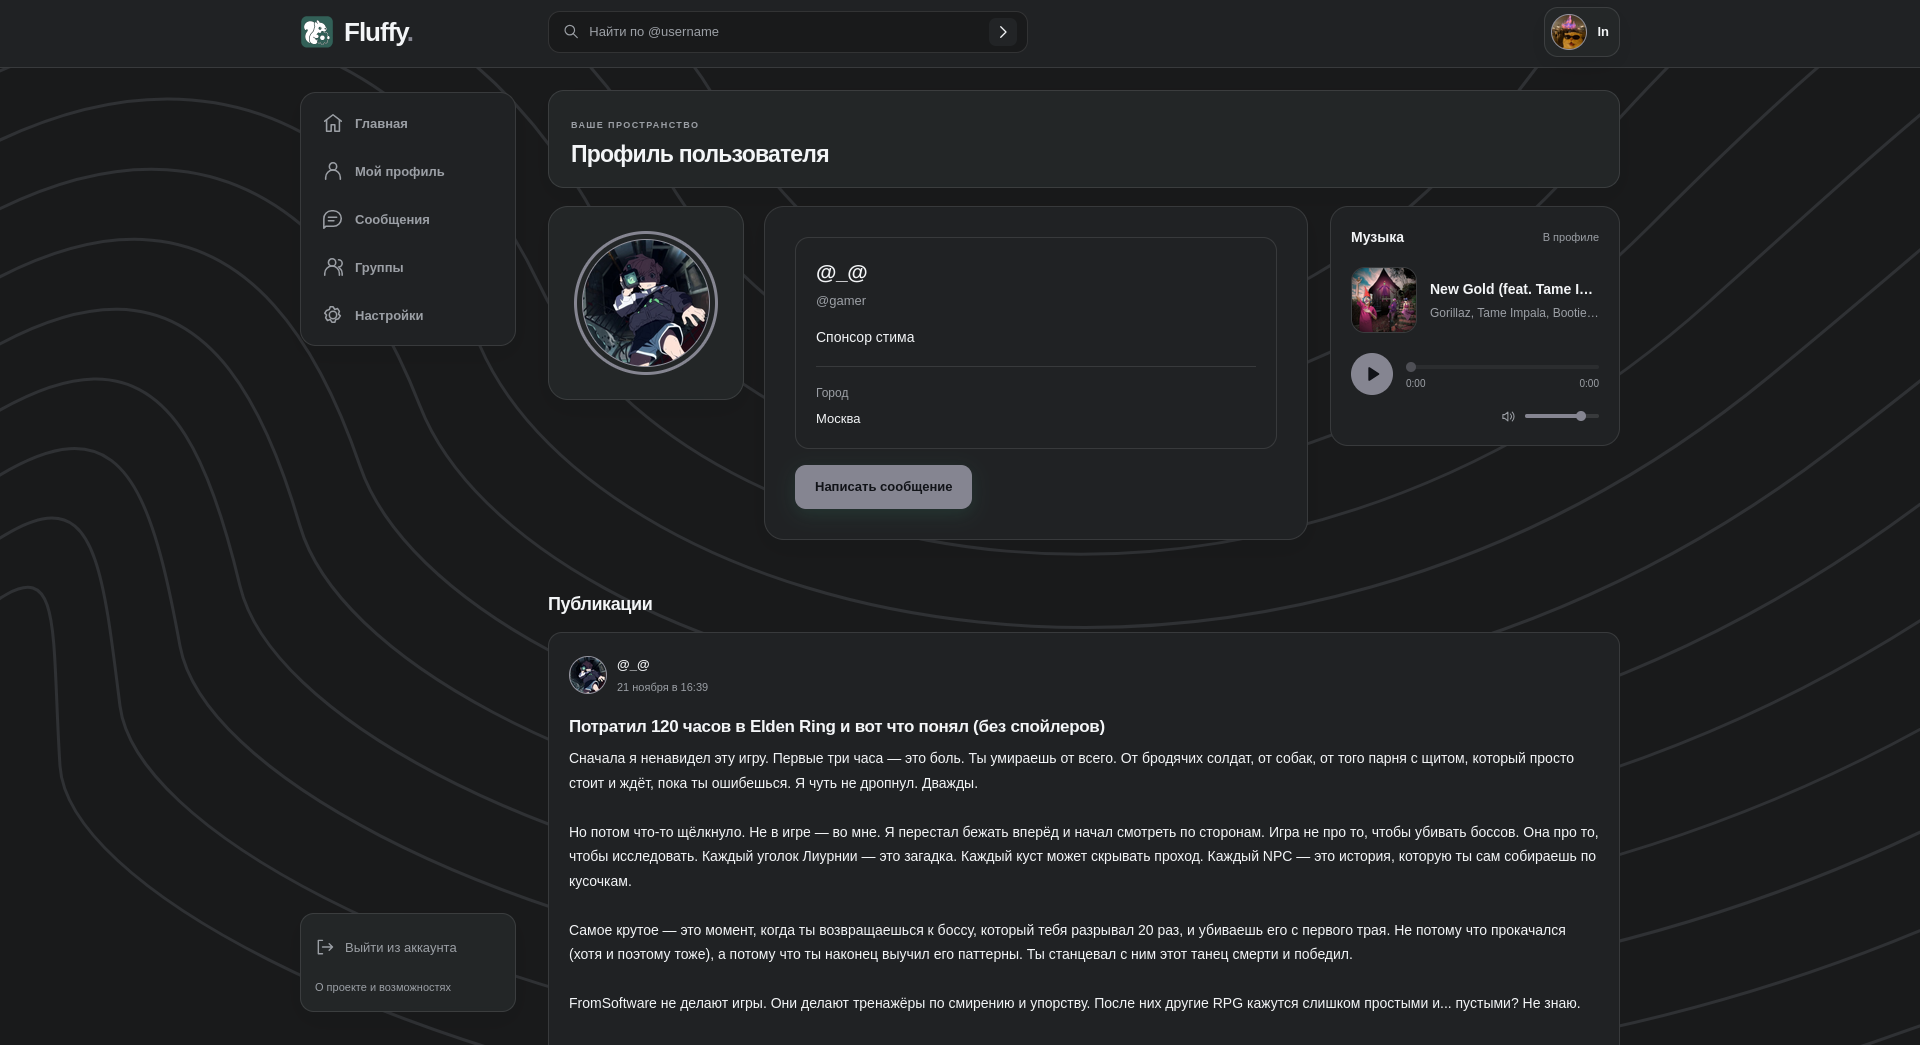 Fluffy.
Найти по @username
In
Главная
Мой профиль
Сообщения
Группы
Настройки
ВАШЕ ПРОСТРАНСТВО
Профиль пользователя
@_@
@gamer
Спонсор стима
Город
Москва
Написать сообщение
Музыка
В профиле
New Gold (feat. Tame I…
Gorillaz, Tame Impala, Bootie…
0:00
0:00
Публикации
@_@
21 ноября в 16:39
Потратил 120 часов в Elden Ring и вот что понял (без спойлеров)
Сначала я ненавидел эту игру. Первые три часа — это боль. Ты умираешь от всего. От бродячих солдат, от собак, от того парня с щитом, который просто
стоит и ждёт, пока ты ошибешься. Я чуть не дропнул. Дважды.
Но потом что-то щёлкнуло. Не в игре — во мне. Я перестал бежать вперёд и начал смотреть по сторонам. Игра не про то, чтобы убивать боссов. Она про то,
чтобы исследовать. Каждый уголок Лиурнии — это загадка. Каждый куст может скрывать проход. Каждый NPC — это история, которую ты сам собираешь по
кусочкам.
Самое крутое — это момент, когда ты возвращаешься к боссу, который тебя разрывал 20 раз, и убиваешь его с первого трая. Не потому что прокачался
(хотя и поэтому тоже), а потому что ты наконец выучил его паттерны. Ты станцевал с ним этот танец смерти и победил.
FromSoftware не делают игры. Они делают тренажёры по смирению и упорству. После них другие RPG кажутся слишком простыми и... пустыми? Не знаю.
Выйти из аккаунта
О проекте и возможностях